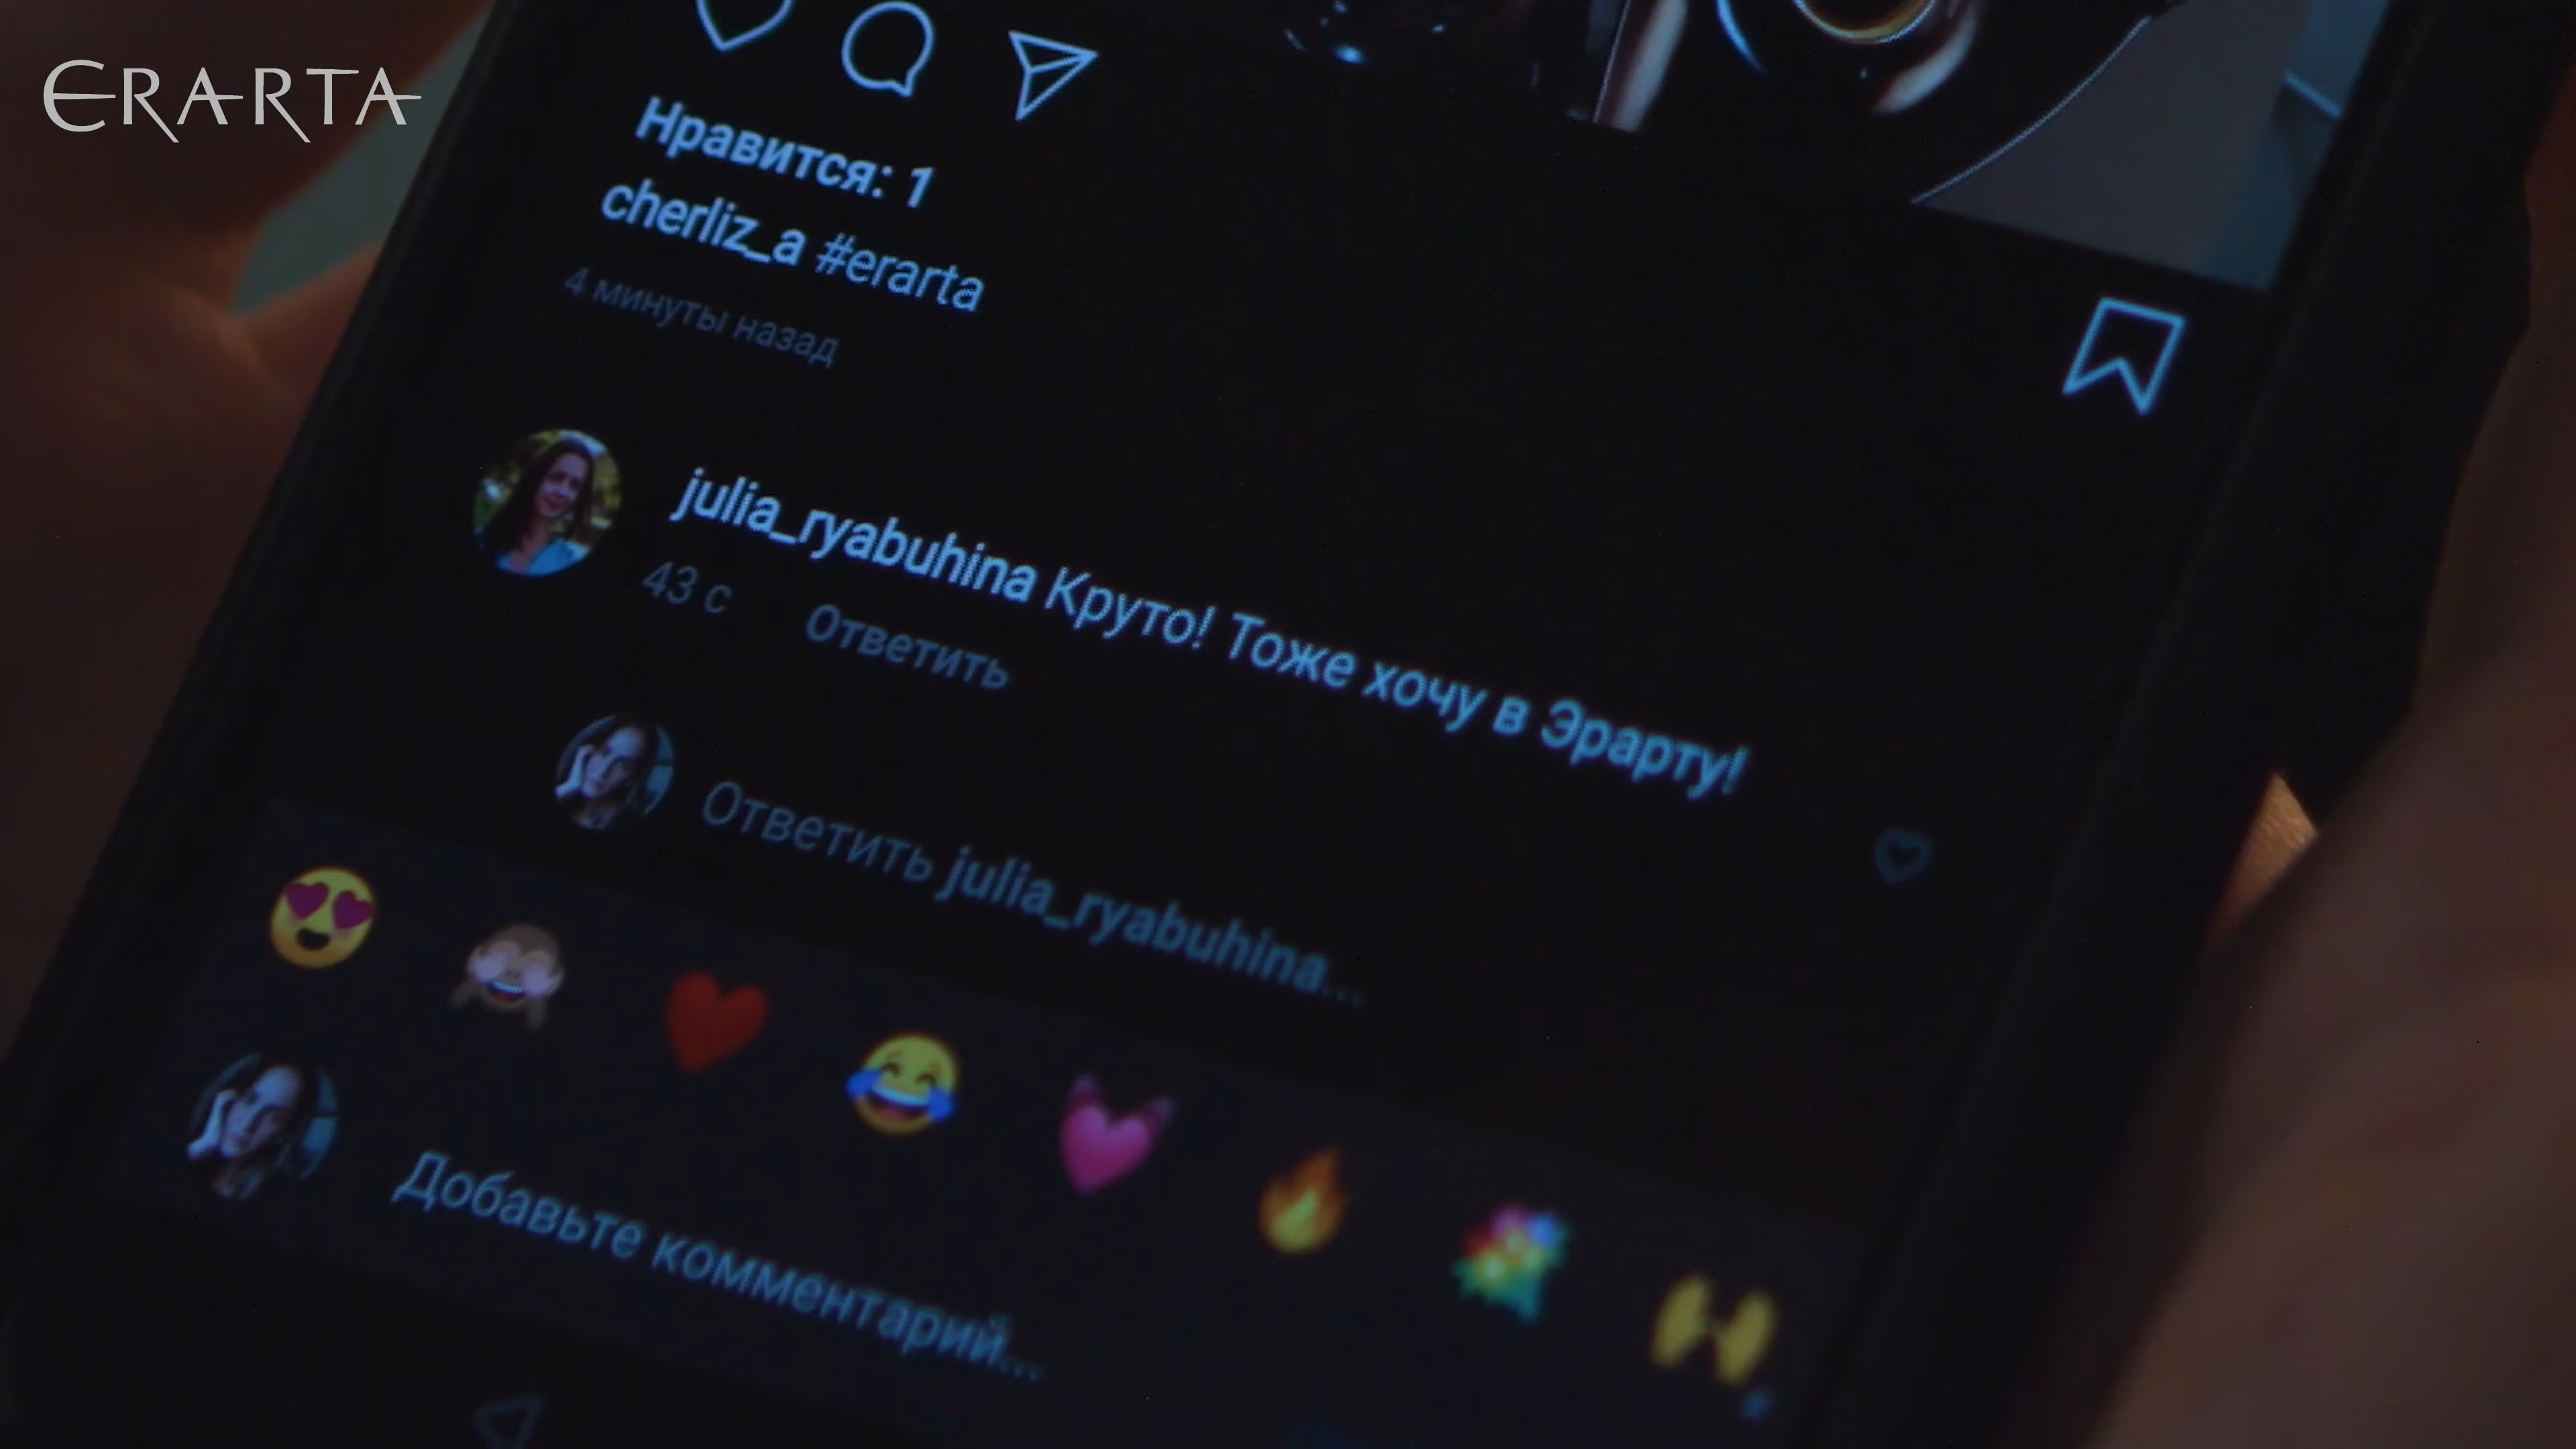 ERARTA
Нравится: 1
cherliz_a #erarta
4 минуты назад
julia_ryabuhina Круто! Тоже хочу в Эрарту!
43 с Ответить
Ответить julia_ryabuhina...
Добавьте комментарий...